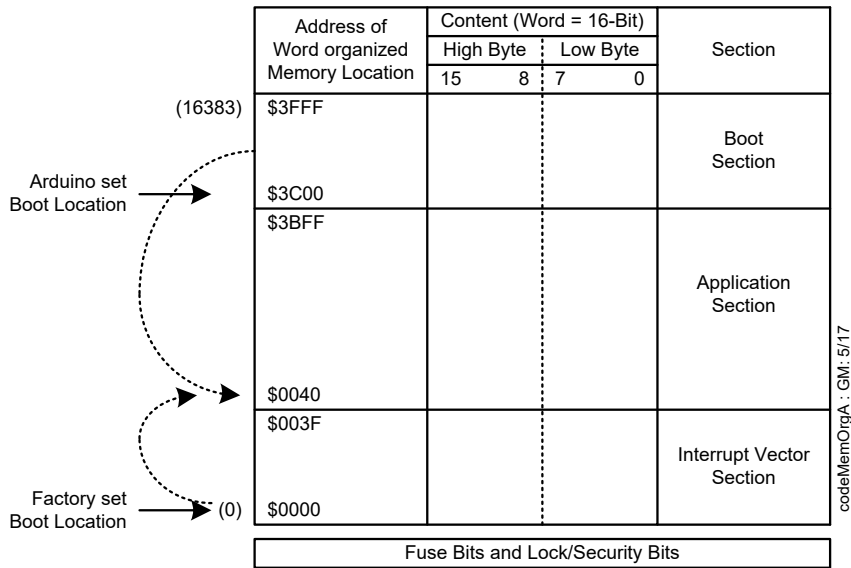 Address of
Word organized
Memory Location
Content (Word = 16-Bit)
High Byte
Low Byte
15 8 7 0
Section
(16383)
$3FFF
Boot
Section
Arduino set
Boot Location
$3C00
$3BFF
Application
Section
$0040
$003F
Interrupt Vector
Section
Factory set
Boot Location
(0)
$0000
Fuse Bits and Lock/Security Bits
codeMemOrgA : GM: 5/17